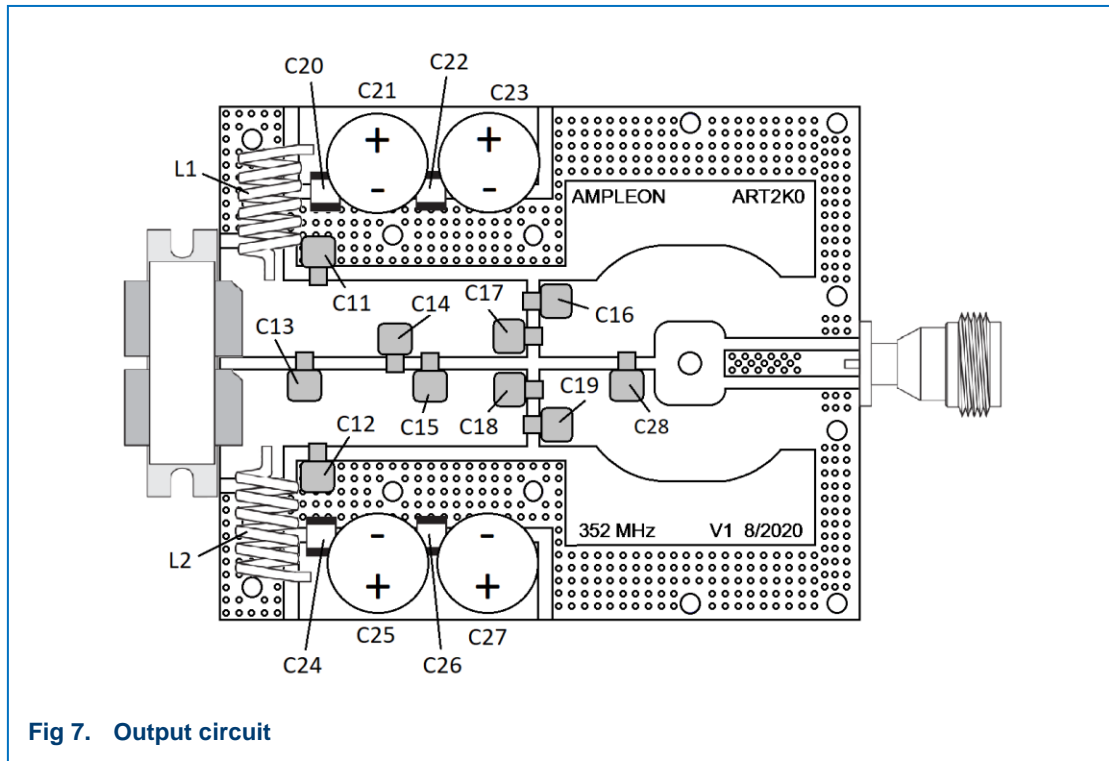 C20
C22
C21
C23
+
+
-
-
L1
AMPLEON ART2K0
C11
C14
C17
C16
C13
C12
C15
C18
C19
C28
352 MHz V1 8/2020
-
-
+
+
L2
C24
C25
C26
C27
Fig 7. Output circuit